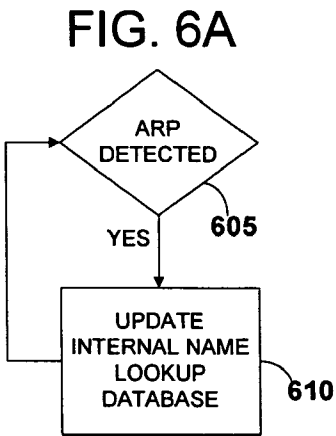 FIG. 6A
ARP
DETECTED
605
YES
UPDATE
INTERNAL NAME
LOOKUP
DATABASE
610